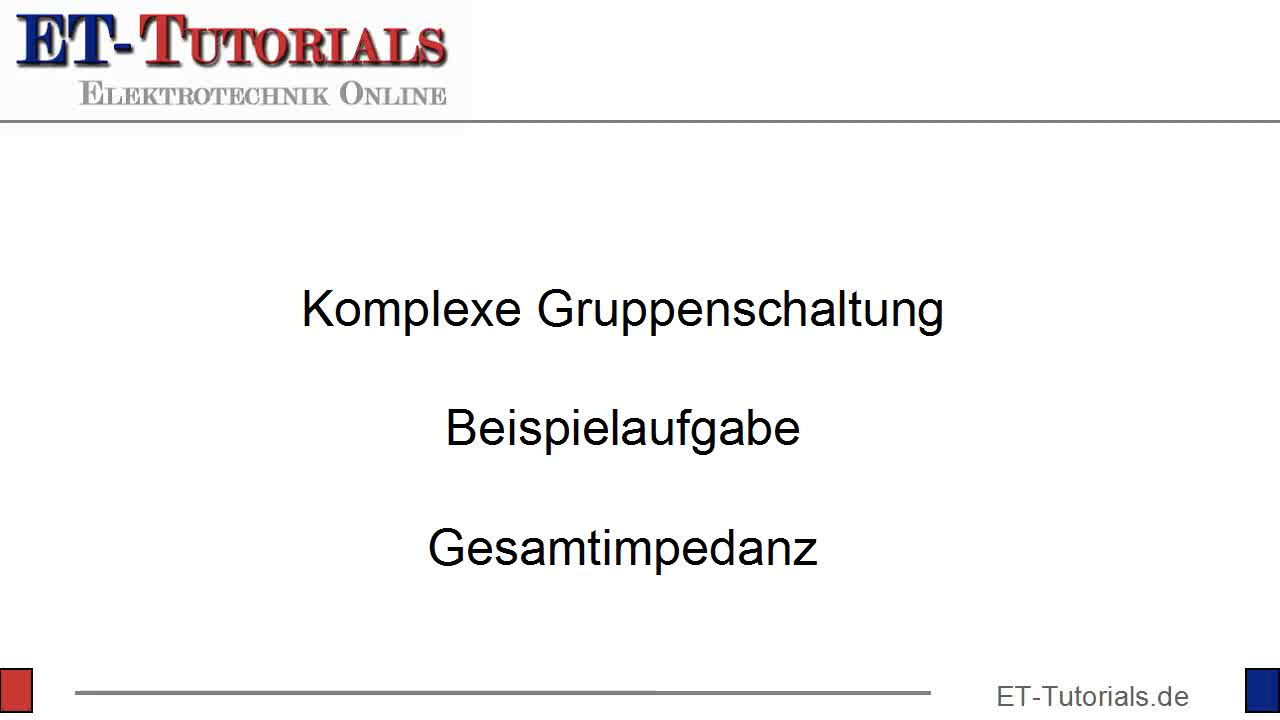 ET-Tutorials
Elektrotechnik Online
Komplexe Gruppenschaltung
Beispielaufgabe
Gesamtimpedanz
ET-Tutorials.de